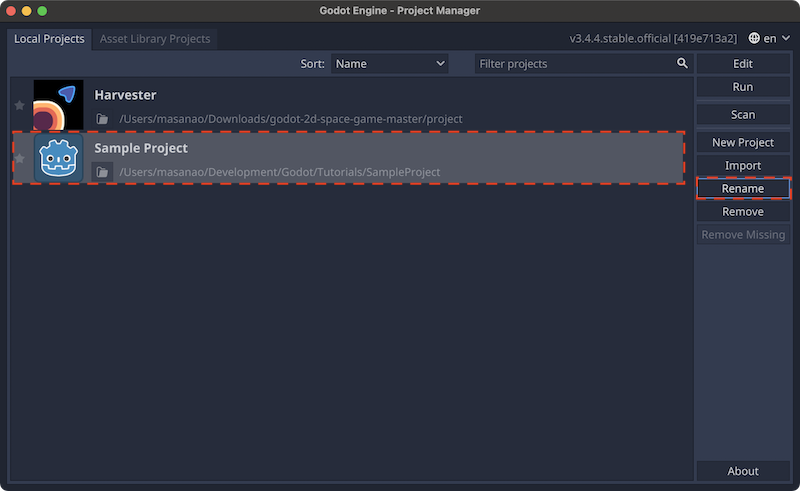 Godot Engine - Project Manager
Local Projects
Asset Library Projects
v3.4.4.stable.official [419e713a2]
en
Sort:
Name
Filter projects
Harvester
/Users/masanao/Downloads/godot-2d-space-game-master/project
Sample Project
/Users/masanao/Development/Godot/Tutorials/SampleProject
Edit
Run
Scan
New Project
Import
Rename
Remove
Remove Missing
About